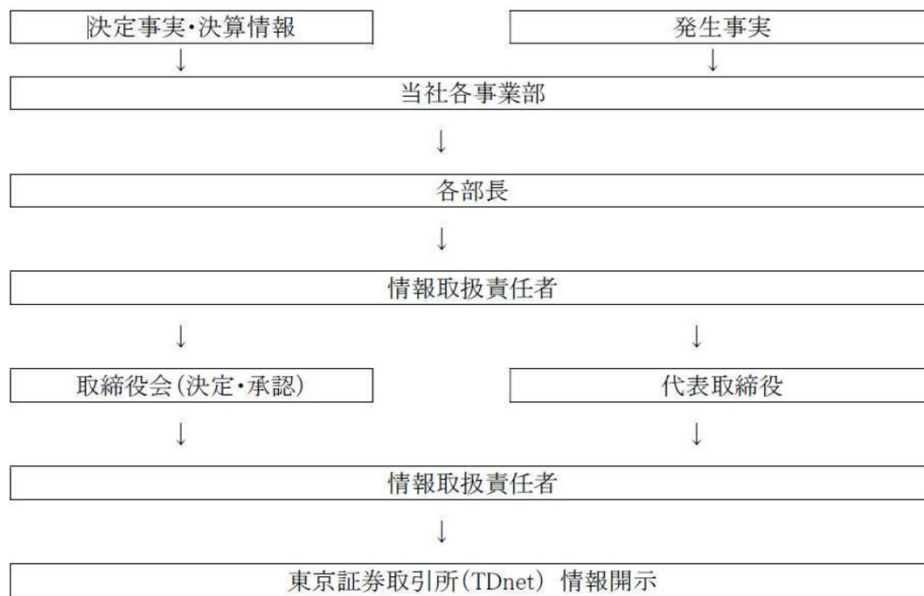 決定事実・決算情報
発生事実
↓ ↓
当社各事業部
↓
各部長
↓
情報取扱責任者
↓ ↓
取締役会(決定・承認)
代表取締役
↓ ↓
情報取扱責任者
↓
東京証券取引所(TDnet) 情報開示